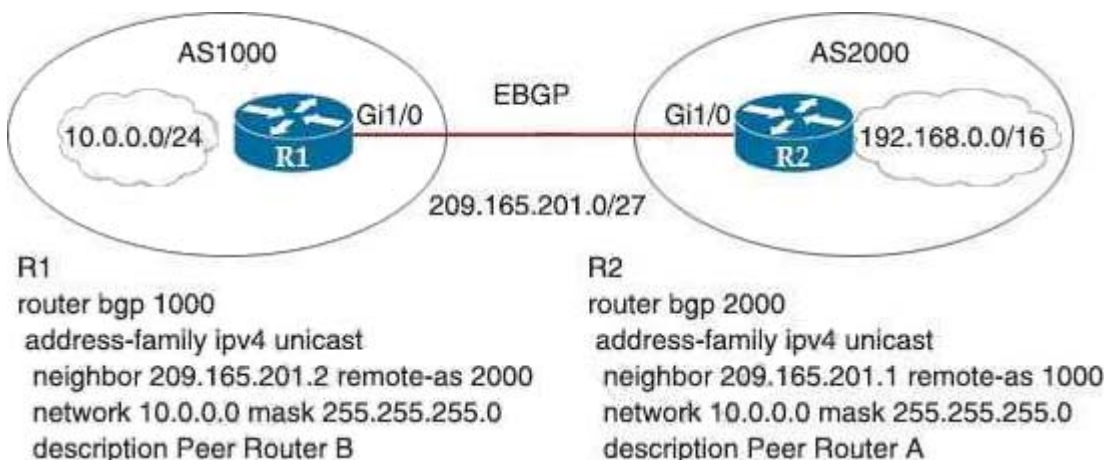 AS1000
AS2000
EBGP
Gi1/0
Gi1/0
10.0.0.0/24
192.168.0.0/16
R1
R2
209.165.201.0/27
R1
router bgp 1000
address-family ipv4 unicast
neighbor 209.165.201.2 remote-as 2000
network 10.0.0.0 mask 255.255.255.0
description Peer Router B
R2
router bgp 2000
address-family ipv4 unicast
neighbor 209.165.201.1 remote-as 1000
network 10.0.0.0 mask 255.255.255.0
description Peer Router A